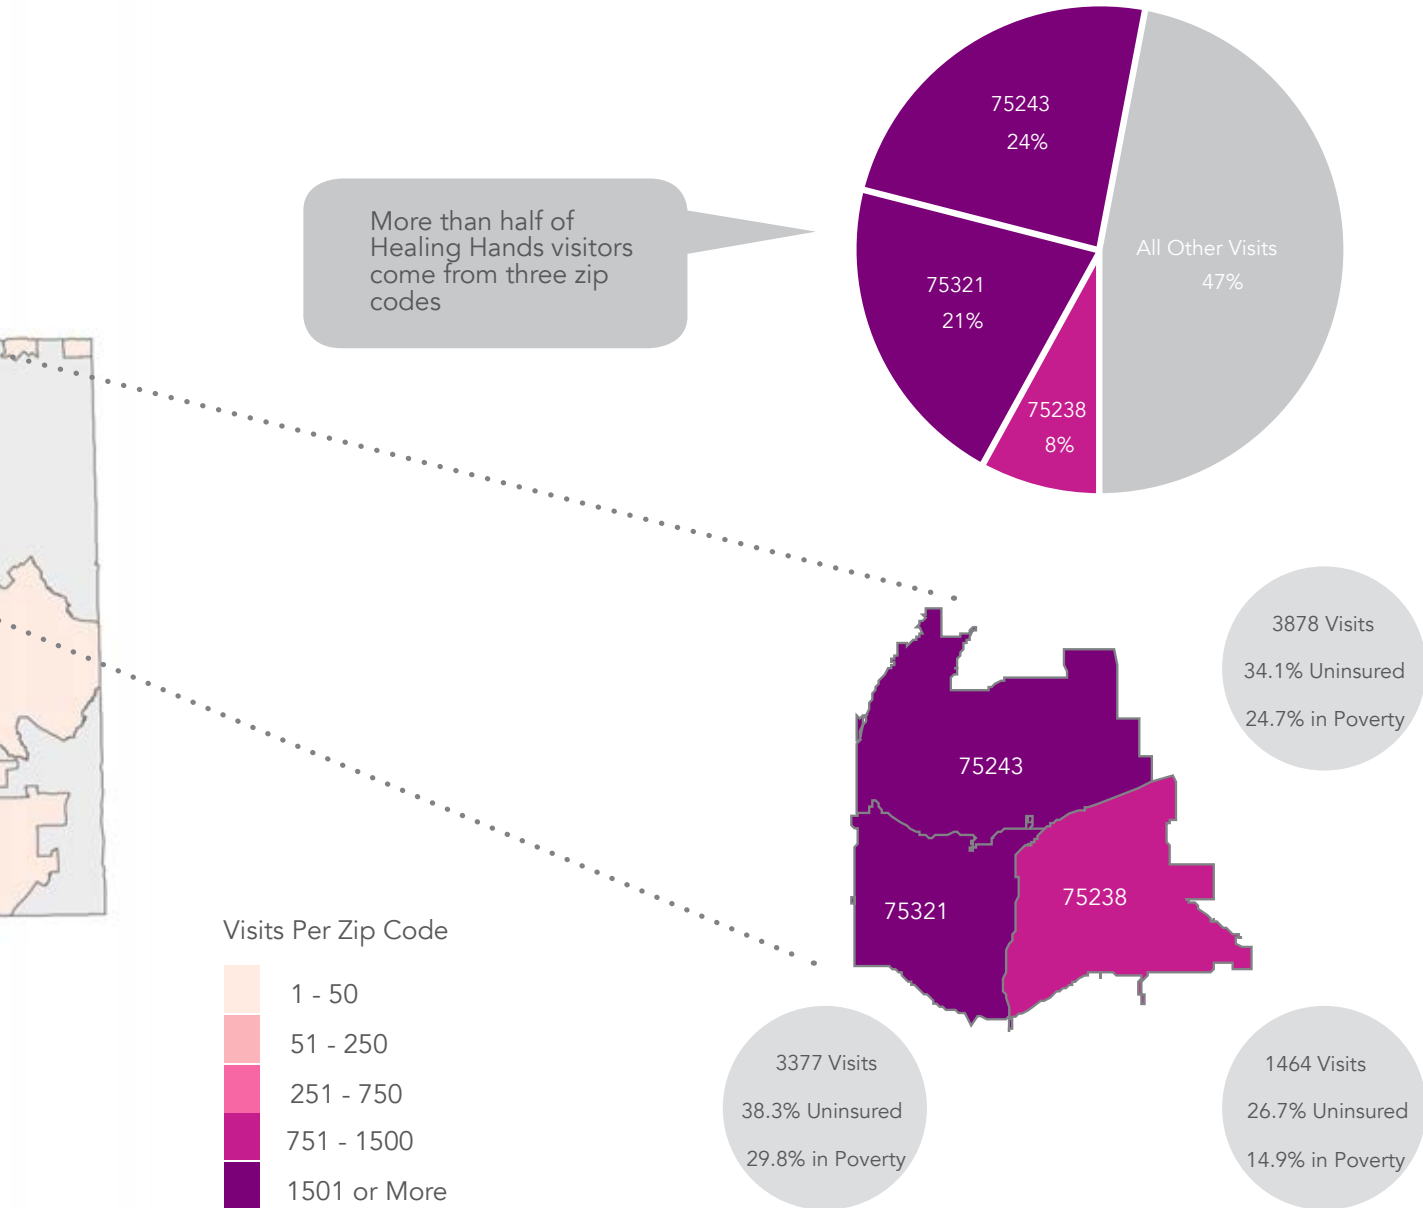 75243
24%
More than half of
Healing Hands visitors
come from three zip
codes
All Other Visits
47%
75321
21%
75238
8%
3878 Visits
34.1% Uninsured
24.7% in Poverty
75243
75238
75321
Visits Per Zip Code
1 - 50
51 - 250
251 - 750
751 - 1500
1501 or More
3377 Visits
38.3% Uninsured
29.8% in Poverty
1464 Visits
26.7% Uninsured
14.9% in Poverty